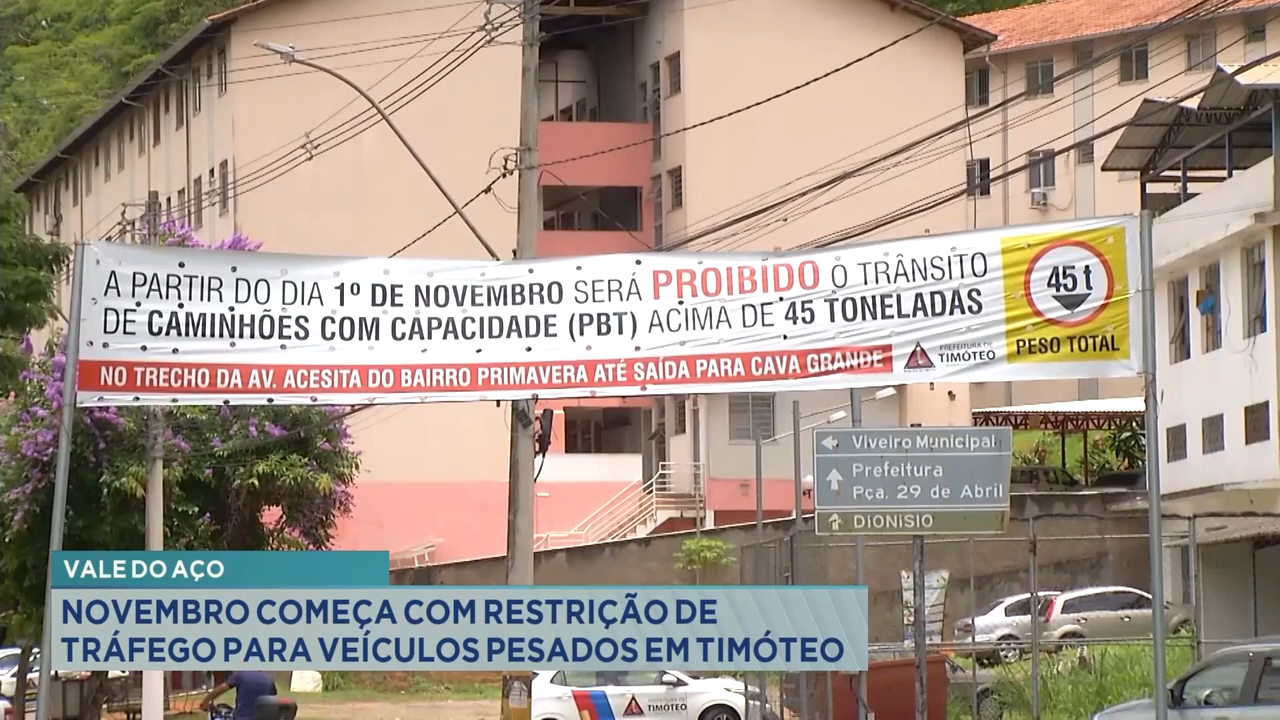 A PARTIR DO DIA 1º DE NOVEMBRO SERÁ PROIBIDO O TRÂNSITO
DE CAMINHÕES COM CAPACIDADE (PBT) ACIMA DE 45 TONELADAS
NO TRECHO DA AV. ACESITA DO BAIRRO PRIMAVERA ATÉ SAÍDA PARA CAVA GRANDE
PREFEITURA DE
TIMÓTEO
45 t
PESO TOTAL
Viveiro Municipal
Prefeitura
Pça. 29 de Abril
DIONÍSIO
VALE DO AÇO
NOVEMBRO COMEÇA COM RESTRIÇÃO DE
TRÁFEGO PARA VEÍCULOS PESADOS EM TIMÓTEO
PREFEITURA DE
TIMÓTEO